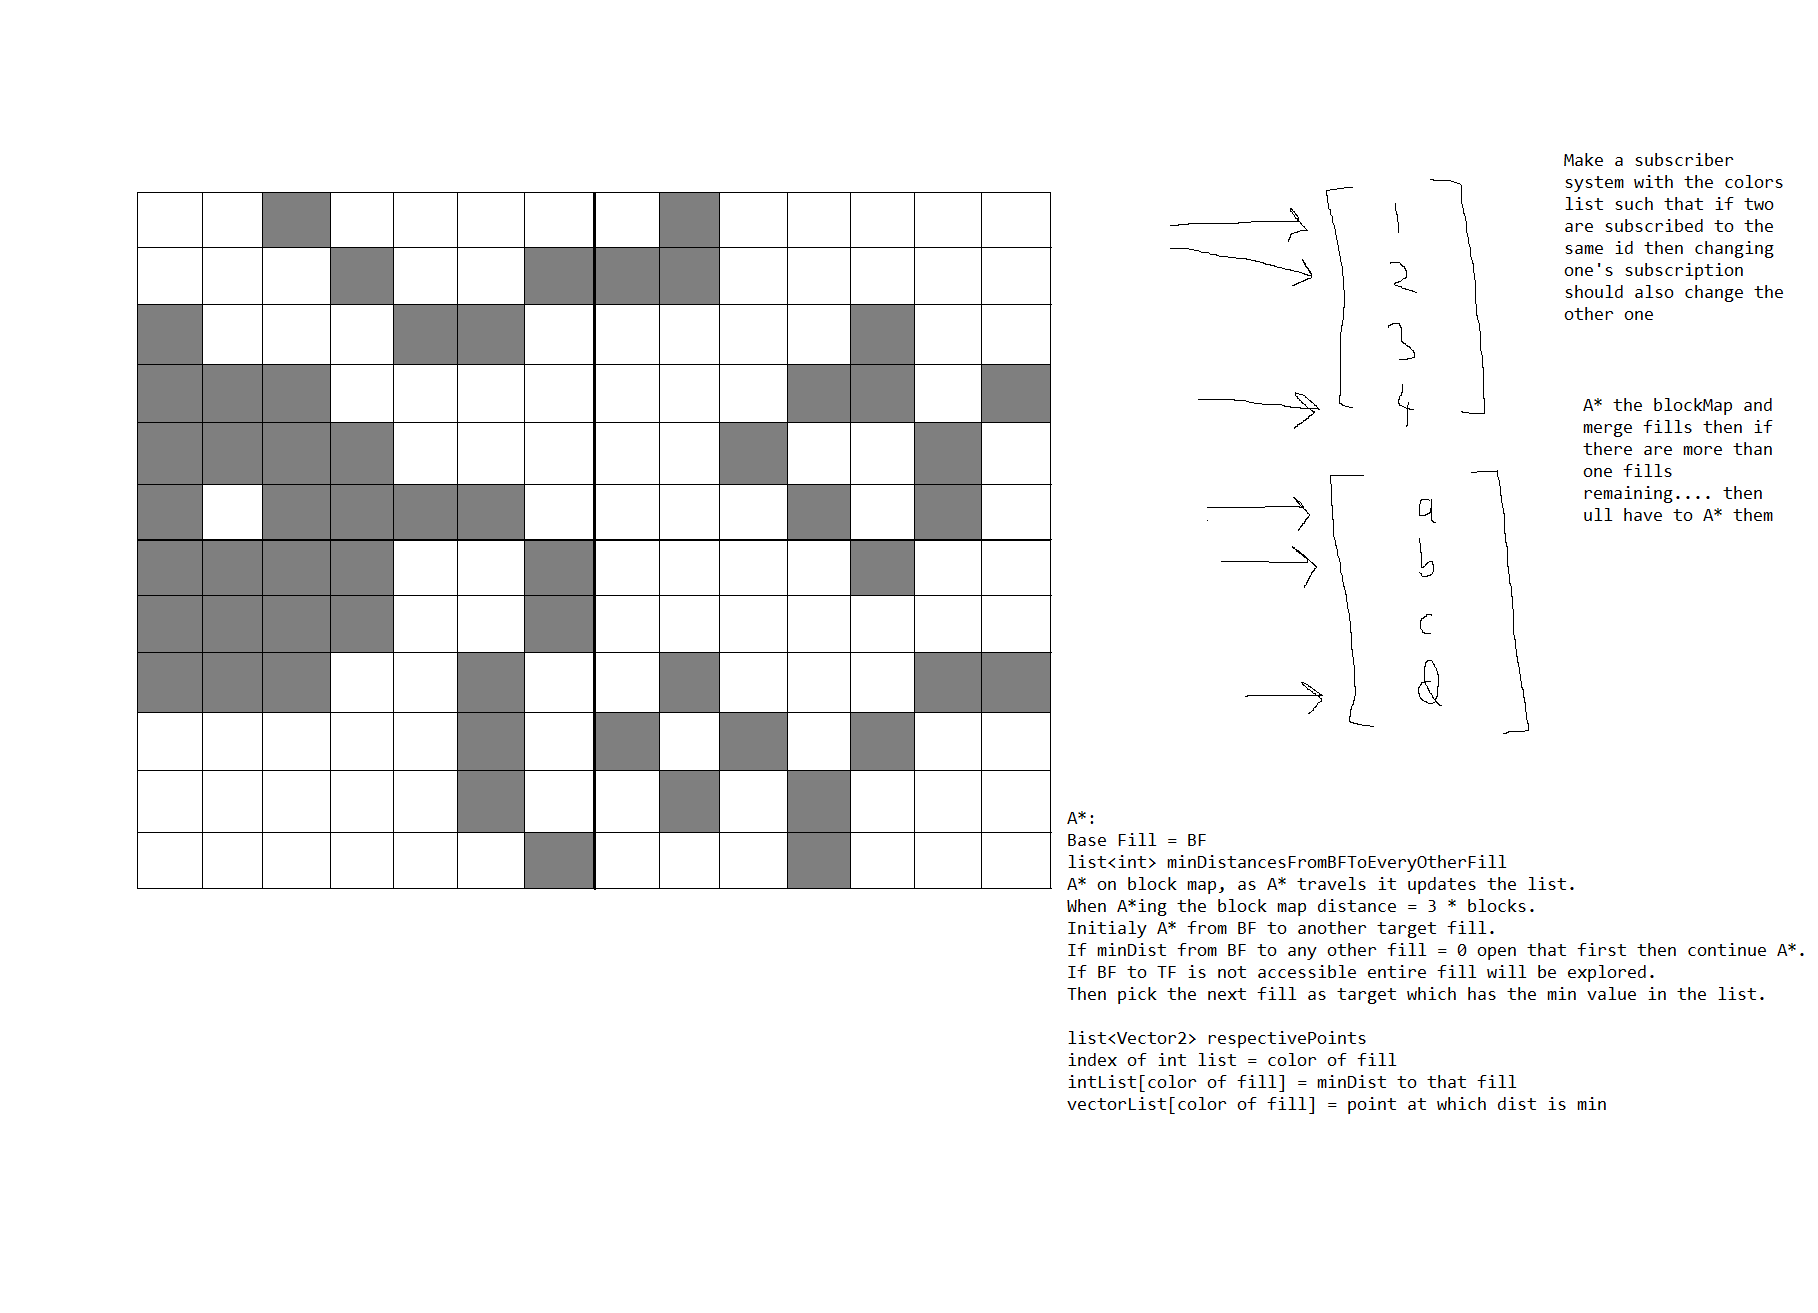 Make a subscriber
system with the colors
list such that if two
are subscribed to the
same id then changing
one's subscription
should also change the
other one
1
2
3
4
A* the blockMap and
merge fills then if
there are more than
one fills
remaining.... then
ull have to A* them
a
b
c
d
A*:
Base Fill = BF
list<int> minDistancesFromBFToEveryOtherFill
A* on block map, as A* travels it updates the list.
When A*ing the block map distance = 3 * blocks.
Initialy A* from BF to another target fill.
If minDist from BF to any other fill = 0 open that first then continue A*.
If BF to TF is not accessible entire fill will be explored.
Then pick the next fill as target which has the min value in the list.
list<Vector2> respectivePoints
index of int list = color of fill
intList[color of fill] = minDist to that fill
vectorList[color of fill] = point at which dist is min